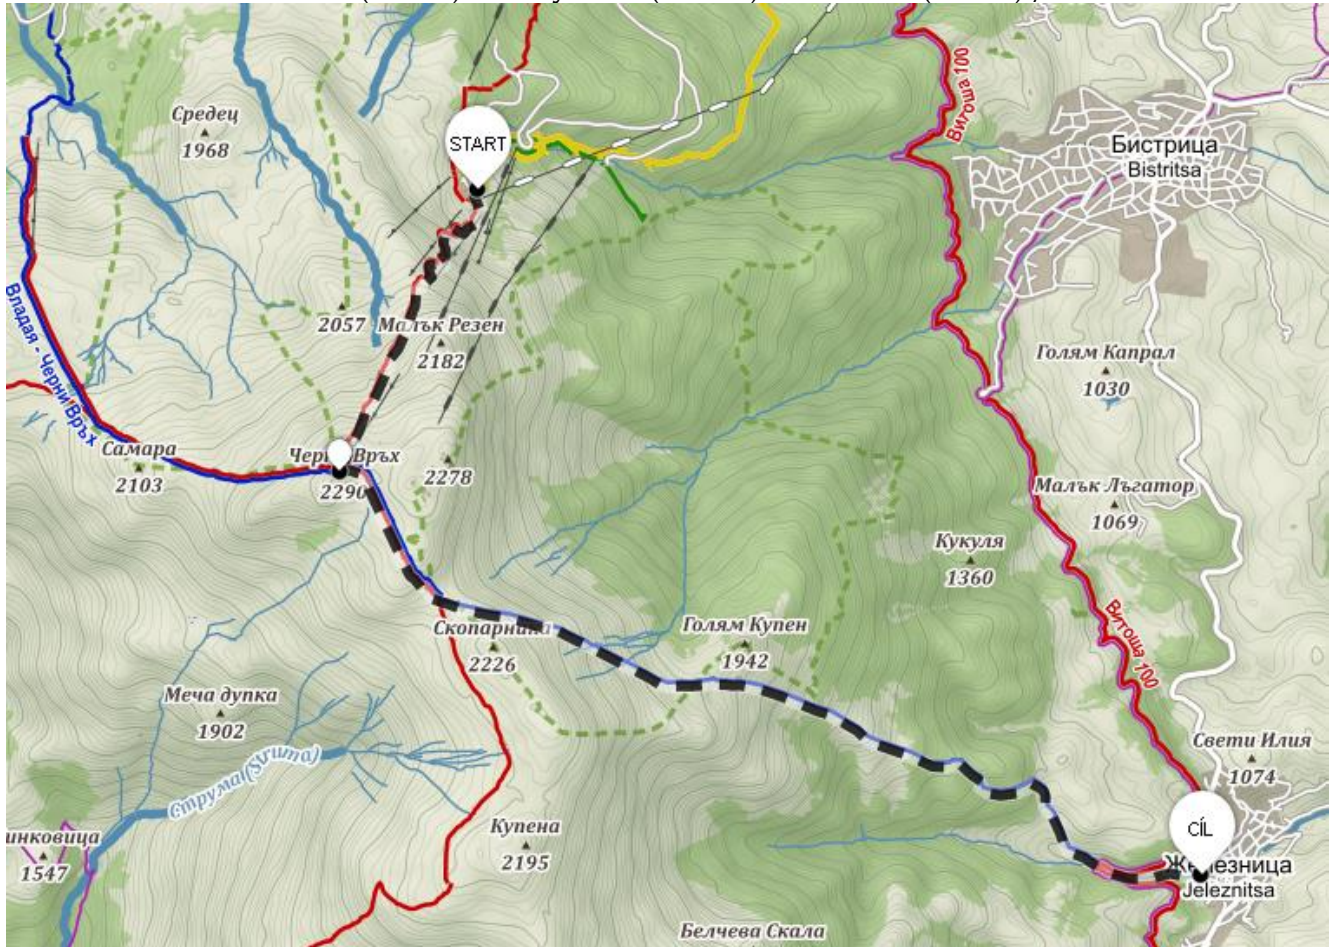 START
Витоша 100
Средец
1968
Бистрица
Bistritsa
Владая - Черни Връх
2057
Малък Резен
2182
Голям Капрал
1030
Самара
2103
Черни Връх
2290
2278
Малък Лъгатор
1069
Кукуля
1360
Скопарника
2226
Голям Купен
1942
Витоша 100
Меча дупка
1902
Струма (Struma)
Свети Илия
1074
Купена
2195
CÍL
инковица
1547
Железница
Jeleznitsa
Белчева Скала